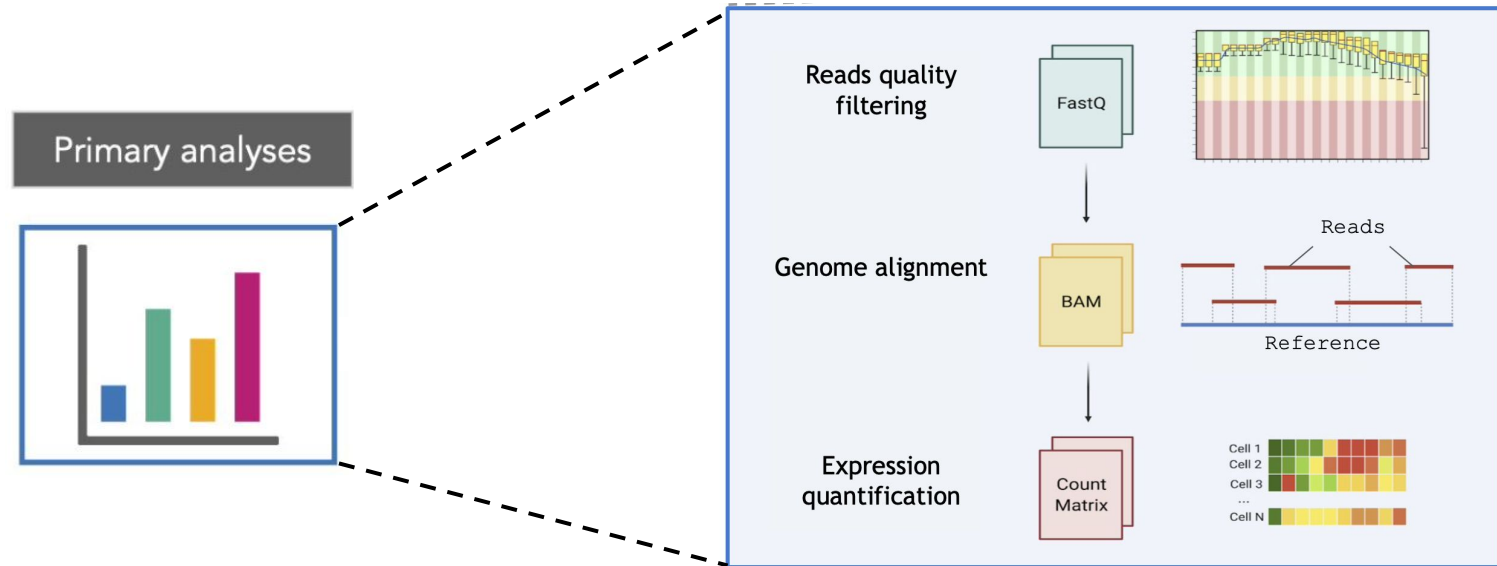 Primary analyses
Reads quality
filtering
FastQ
Genome alignment
BAM
Reads
Reference
Expression
quantification
Count
Matrix
Cell 1
Cell 2
Cell 3
...
Cell N